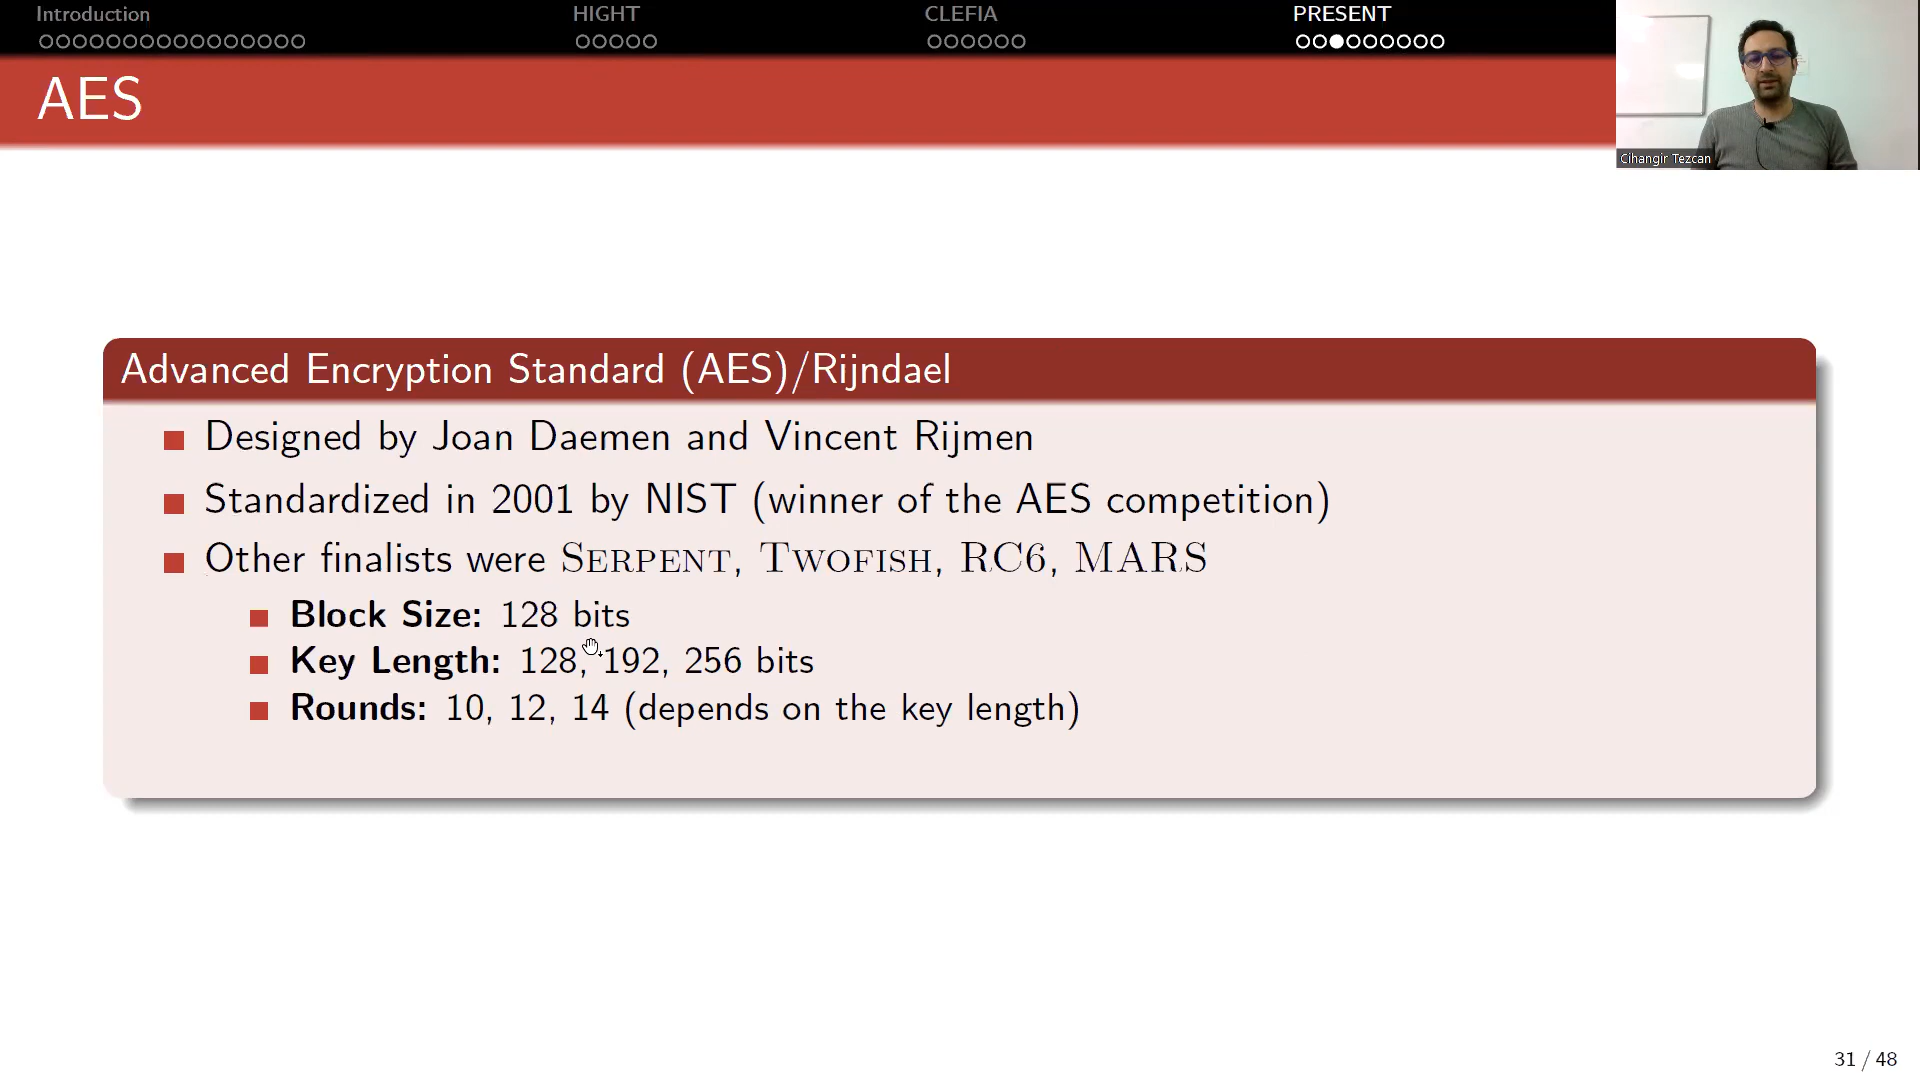 Introduction
HIGHT
CLEFIA
PRESENT
AES
Cihangir Tezcan
Advanced Encryption Standard (AES)/Rijndael
Designed by Joan Daemen and Vincent Rijmen
Standardized in 2001 by NIST (winner of the AES competition)
Other finalists were SERPENT, TWOFISH, RC6, MARS
Block Size: 128 bits
Key Length: 128, 192, 256 bits
Rounds: 10, 12, 14 (depends on the key length)
31 / 48